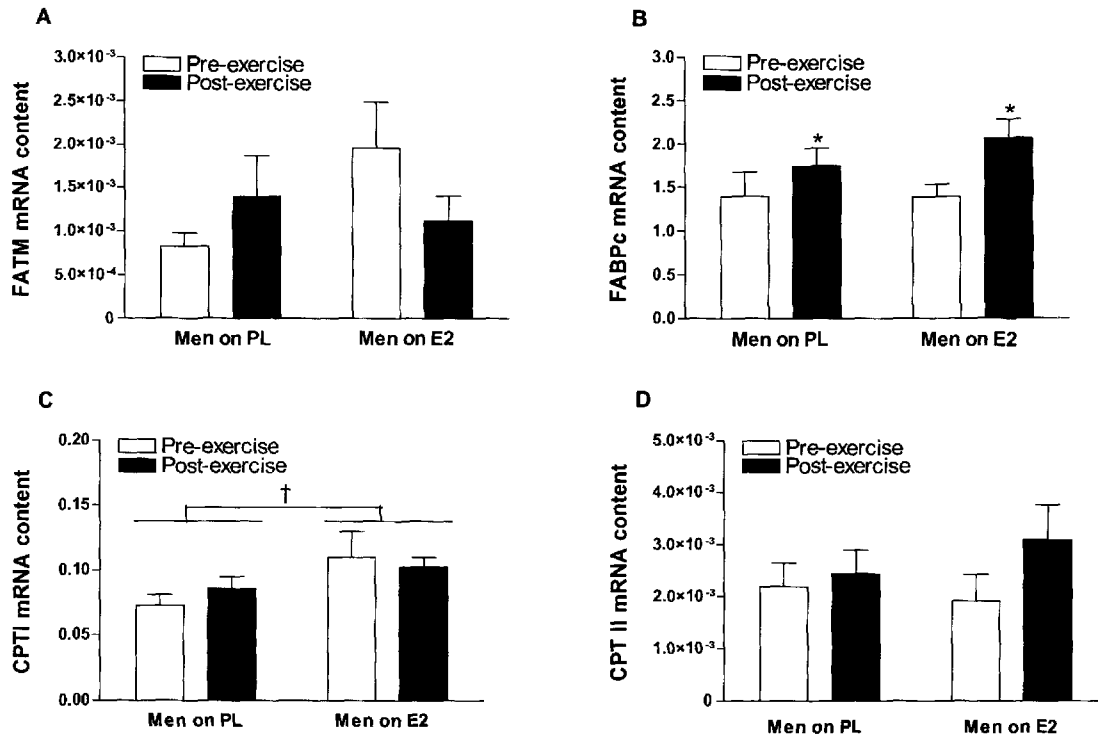 A
FATM mRNA content
3.0×10⁻³
2.5×10⁻³
2.0×10⁻³
1.5×10⁻³
1.0×10⁻³
5.0×10⁻⁴
0
Pre-exercise
Post-exercise
Men on PL
Men on E2
B
FABPc mRNA content
3.0
2.5
2.0
1.5
1.0
0.5
0.0
Pre-exercise
Post-exercise
*
*
Men on PL
Men on E2
C
CPTI mRNA content
0.20
0.15
0.10
0.05
0.00
Pre-exercise
Post-exercise
†
Men on PL
Men on E2
D
CPT II mRNA content
5.0×10⁻³
4.0×10⁻³
3.0×10⁻³
2.0×10⁻³
1.0×10⁻³
0
Pre-exercise
Post-exercise
Men on PL
Men on E2